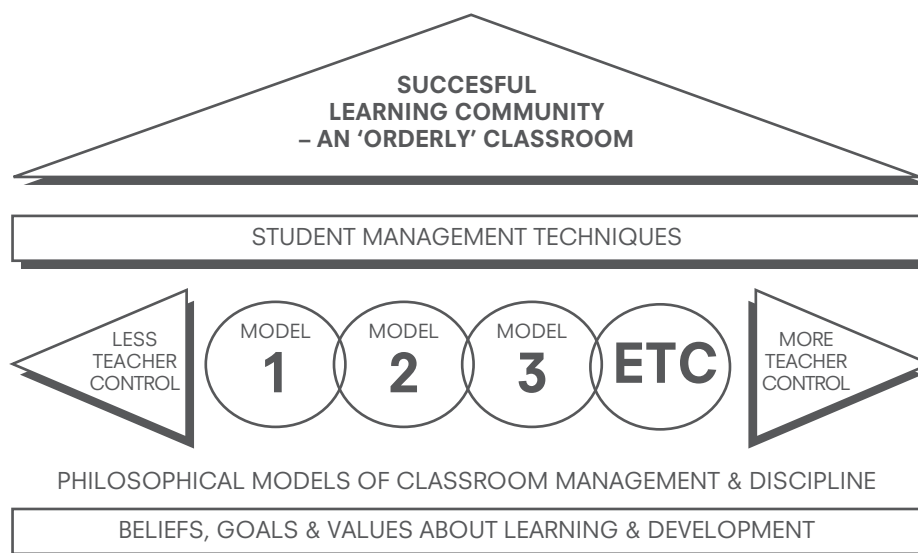 SUCCESFUL
LEARNING COMMUNITY
– AN ‘ORDERLY’ CLASSROOM
STUDENT MANAGEMENT TECHNIQUES
LESS
TEACHER
CONTROL
MODEL
1
MODEL
2
MODEL
3
ETC
MORE
TEACHER
CONTROL
PHILOSOPHICAL MODELS OF CLASSROOM MANAGEMENT & DISCIPLINE
BELIEFS, GOALS & VALUES ABOUT LEARNING & DEVELOPMENT